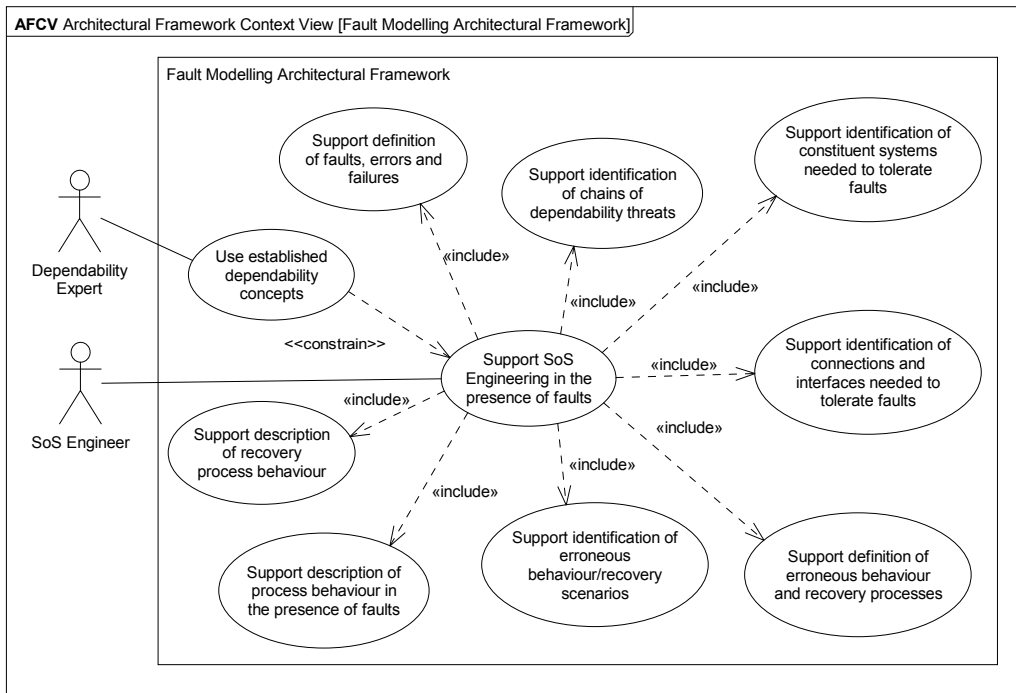 AFCV Architectural Framework Context View [Fault Modelling Architectural Framework]
Fault Modelling Architectural Framework
Support definition
of faults, errors and
failures
Support identification
of chains of
dependability threats
Support identification of
constituent systems
needed to tolerate
faults
Dependability
Expert
Use established
dependability
concepts
«include»
«include»
«include»
<<constrain>>
Support SoS
Engineering in the
presence of faults
Support identification of
connections and
interfaces needed to
tolerate faults
«include»
SoS Engineer
«include»
«include»
Support description
of recovery
process behaviour
«include»
«include»
Support description of
process behaviour in
the presence of faults
Support identification of
erroneous
behaviour/recovery
scenarios
Support definition of
erroneous behaviour
and recovery processes